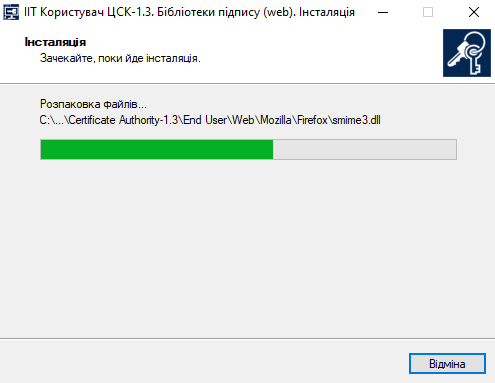 ІІТ Користувач ЦСК-1.3. Бібліотеки підпису (web). Інсталяція
Інсталяція
Зачекайте, поки йде інсталяція.
Розпаковка файлів...
C:\...\Certificate Authority-1.3\End User\Web\Mozilla\Firefox\smime3.dll
Відміна